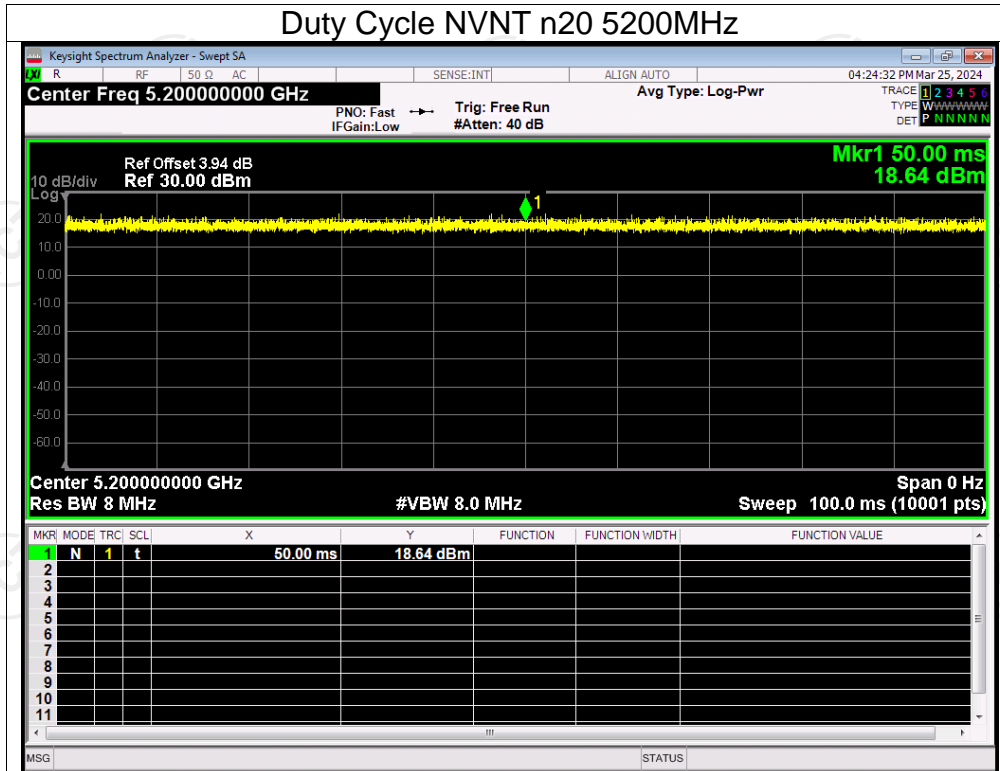 Duty Cycle NVNT n20 5200MHz
Keysight Spectrum Analyzer - Swept SA
LXI R RF 50 Ω AC SENSE:INT ALIGN AUTO 04:24:32 PM Mar 25, 2024
Center Freq 5.200000000 GHz Avg Type: Log-Pwr TRACE 1 2 3 4 5 6
PNO: Fast Trig: Free Run TYPE WWWWWW
IFGain:Low #Atten: 40 dB DET P N N N N N
Mkr1 50.00 ms
Ref Offset 3.94 dB
10 dB/div Ref 30.00 dBm 18.64 dBm
Log
1
20.0
10.0
0.00
-10.0
-20.0
-30.0
-40.0
-50.0
-60.0
Center 5.200000000 GHz Span 0 Hz
Res BW 8 MHz #VBW 8.0 MHz Sweep 100.0 ms (10001 pts)
MKR MODE TRC SCL X Y FUNCTION FUNCTION WIDTH FUNCTION VALUE
1 N 1 t 50.00 ms 18.64 dBm
2
3
4
5
6
7
8
9
10
11
MSG STATUS